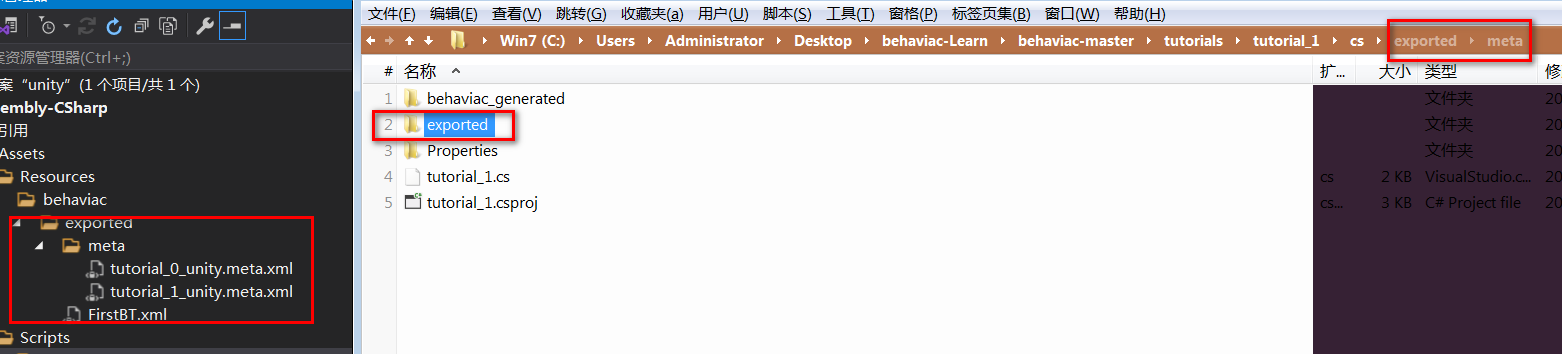 案资源管理器(Ctrl+;)
案“unity”(1 个项目/共 1 个)
embly-CSharp
引用
Assets
Resources
behaviac
exported
meta
tutorial_0_unity.meta.xml
tutorial_1_unity.meta.xml
FirstBT.xml
Scripts
文件(F) 编辑(E) 查看(V) 跳转(G) 收藏夹(a) 用户(U) 脚本(S) 工具(T) 窗格(P) 标签页集(B) 窗口(W) 帮助(H)
Win7 (C:) Users Administrator Desktop behaviac-Learn behaviac-master tutorials tutorial_1 cs exported meta
# 名称 扩... 大小 类型 修
1 behaviac_generated 文件夹 20
2 exported 文件夹 20
3 Properties 文件夹 20
4 tutorial_1.cs cs 2 KB VisualStudio.c... 20
5 tutorial_1.csproj cs... 3 KB C# Project file 20